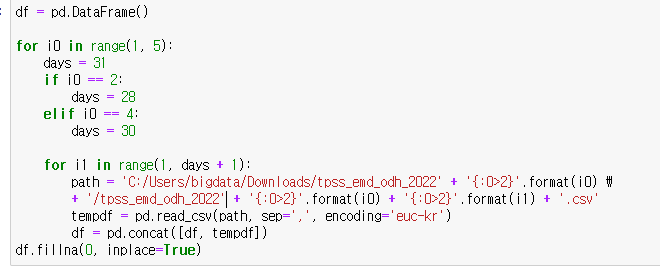 : df = pd.DataFrame()
for i0 in range(1, 5):
    days = 31
    if i0 == 2:
        days = 28
    elif i0 == 4:
        days = 30
    for i1 in range(1, days + 1):
        path = 'C:/Users/bigdata/Downloads/tpss_emd_odh_2022' + '{:0>2}'.format(i0) ₩
        + '/tpss_emd_odh_2022' + '{:0>2}'.format(i0) + '{:0>2}'.format(i1) + '.csv'
        tempdf = pd.read_csv(path, sep=',', encoding='euc-kr')
        df = pd.concat([df, tempdf])
df.fillna(0, inplace=True)